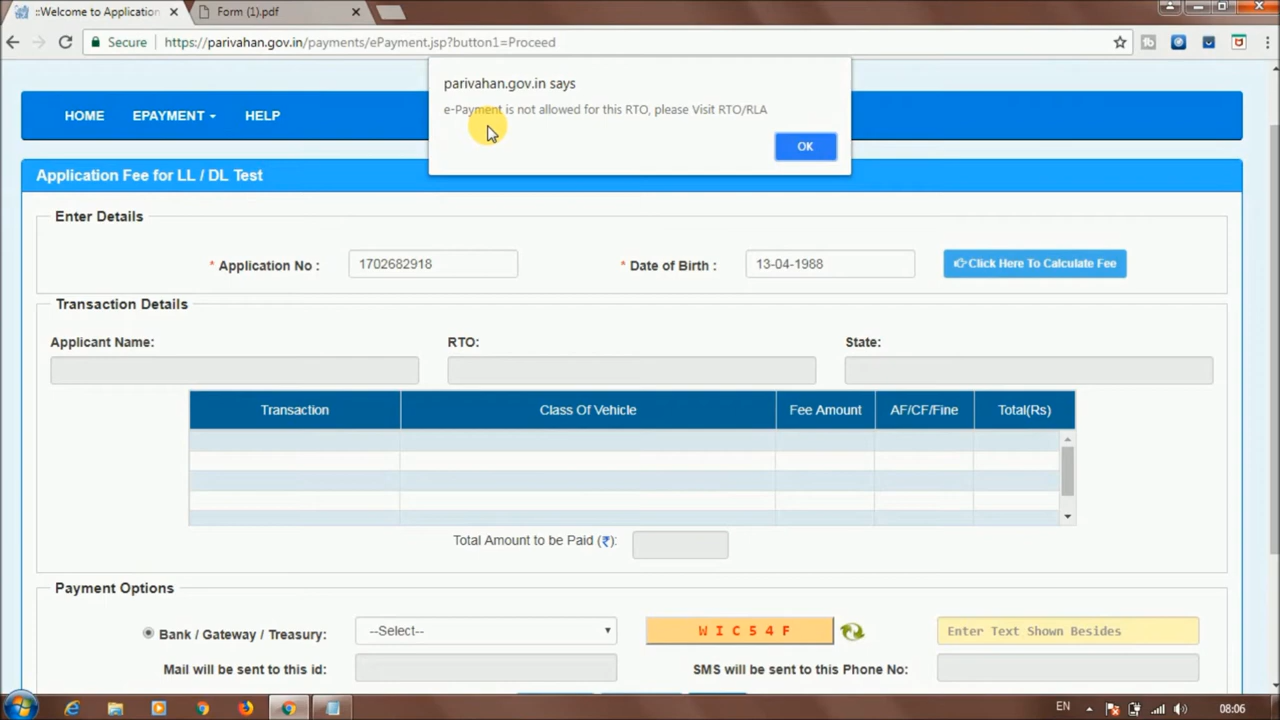 ::Welcome to Application
Form (1).pdf
Secure
https://parivahan.gov.in/payments/ePayment.jsp?button1=Proceed
parivahan.gov.in says
e-Payment is not allowed for this RTO, please Visit RTO/RLA
OK
HOME EPAYMENT HELP
Application Fee for LL / DL Test
Enter Details
* Application No : 1702682918 * Date of Birth : 13-04-1988 Click Here To Calculate Fee
Transaction Details
Applicant Name: RTO: State:
Transaction Class Of Vehicle Fee Amount AF/CF/Fine Total(Rs)
Total Amount to be Paid (₹):
Payment Options
Bank / Gateway / Treasury: --Select-- W I C 5 4 F Enter Text Shown Besides
Mail will be sent to this id: SMS will be sent to this Phone No:
EN 08:06